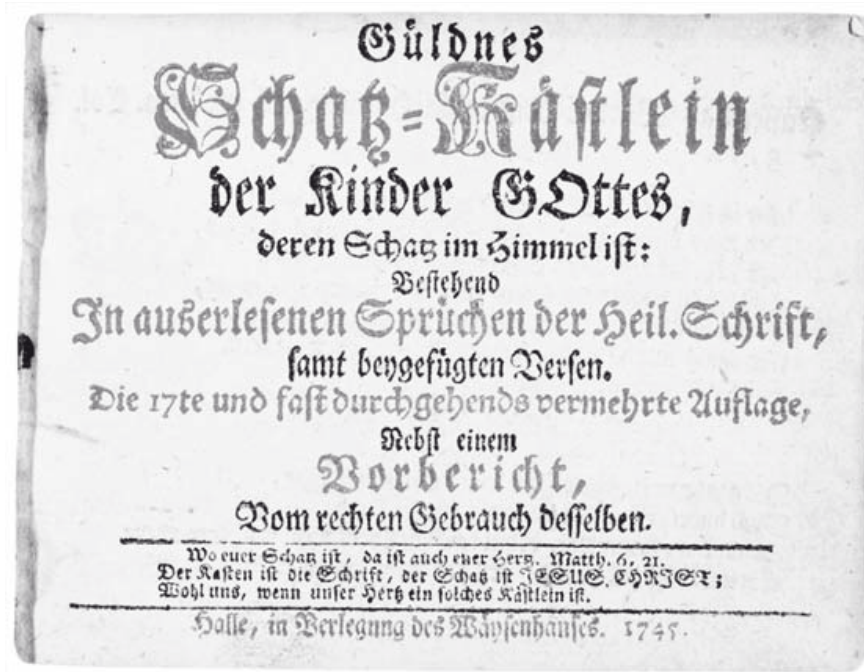 Güldnes
Schatz=Kästlein
der Kinder GOttes,
deren Schatz im Himmel ist:
Bestehend
In auserlesenen Sprüchen der Heil. Schrift,
samt beygefügten Versen.
Die 17te und fast durchgehends vermehrte Auflage,
Nebst einem
Vorbericht,
Vom rechten Gebrauch desselben.
Wo euer Schatz ist, da ist auch euer Hertz. Matth. 6, 21.
Der Kasten ist die Schrift, der Schatz ist JESUS CHRIST;
Wohl uns, wenn unser Hertz ein solches Kästlein ist.
Halle, in Verlegung des Wäysenhauses. 1745.